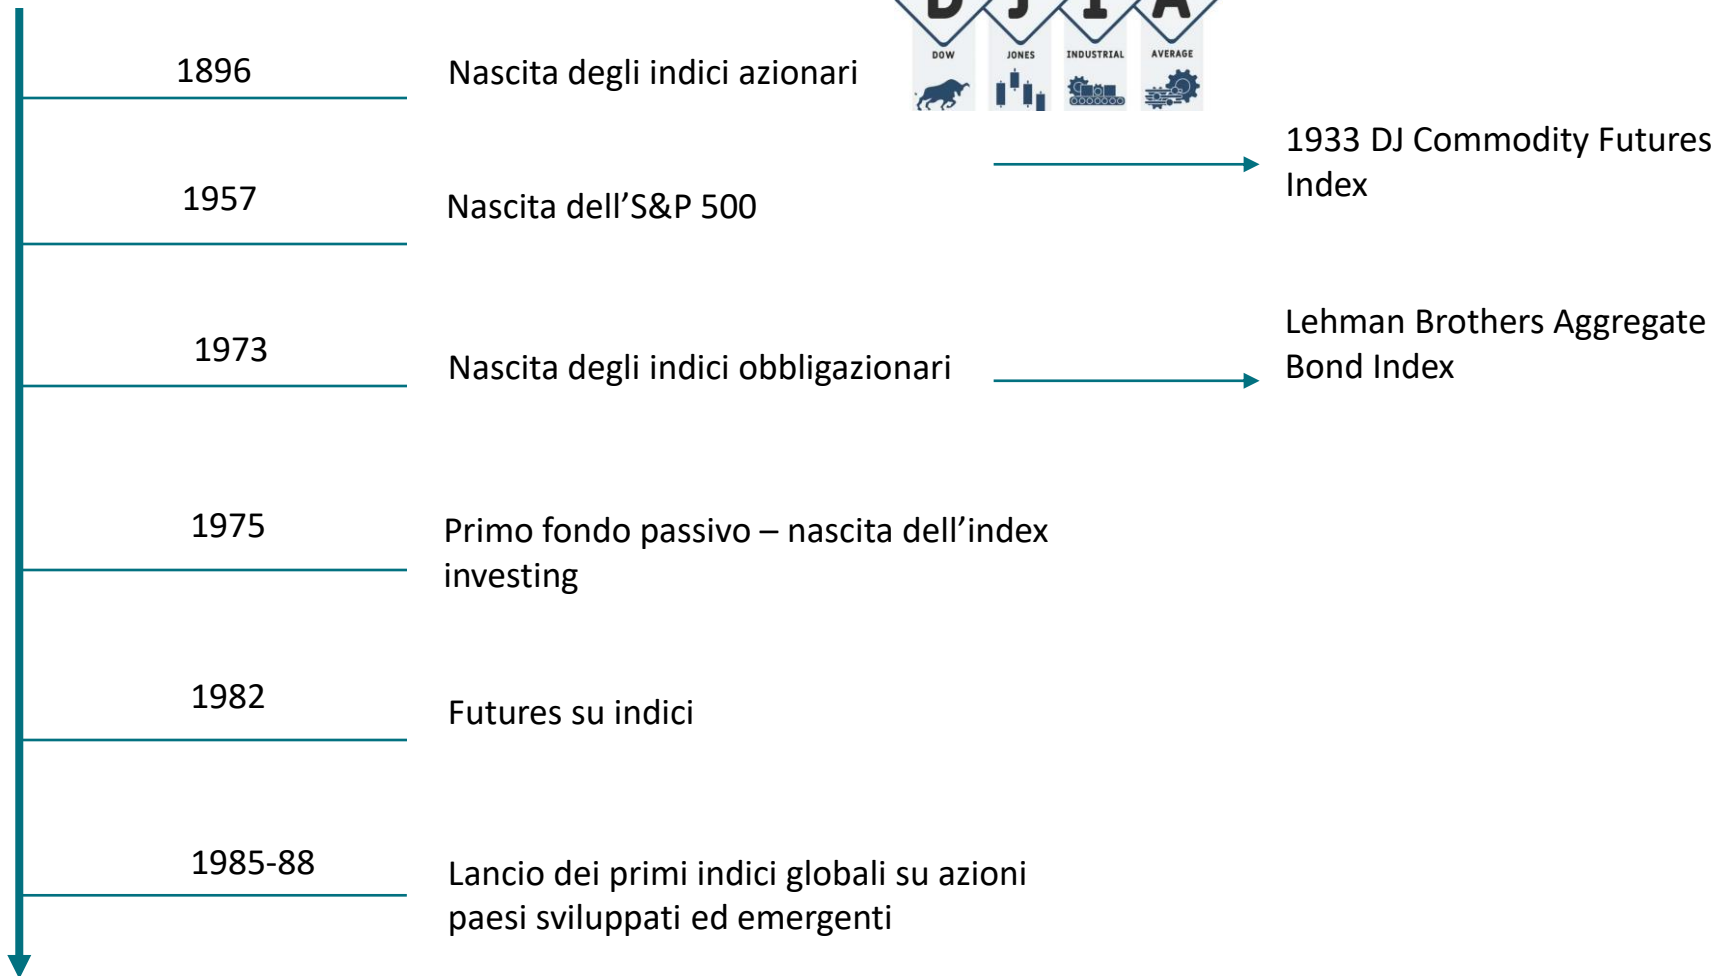 D J I A
DOW JONES INDUSTRIAL AVERAGE
1896
Nascita degli indici azionari
1933 DJ Commodity Futures
Index
1957
Nascita dell’S&P 500
1973
Nascita degli indici obbligazionari
Lehman Brothers Aggregate
Bond Index
1975
Primo fondo passivo – nascita dell’index
investing
1982
Futures su indici
1985-88
Lancio dei primi indici globali su azioni
paesi sviluppati ed emergenti